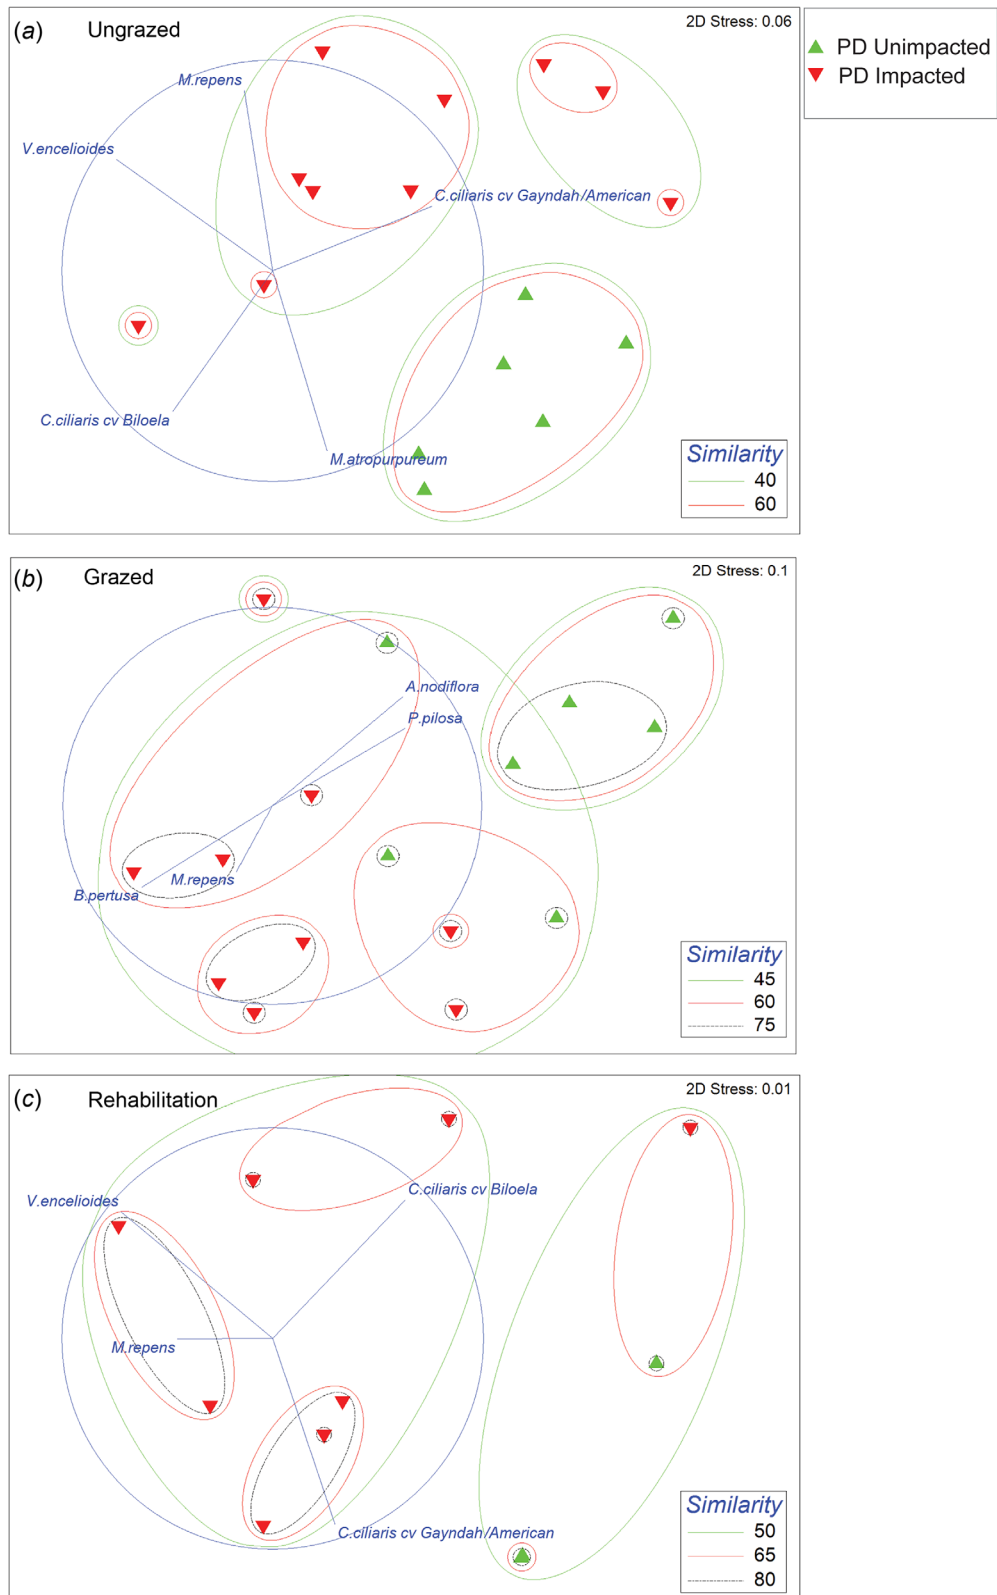 (a) Ungrazed
2D Stress: 0.06
PD Unimpacted
PD Impacted
M.repens
V.encelioides
C.ciliaris cv Gayndah/American
C.ciliaris cv Biloela
M.atropurpureum
Similarity
40
60
(b) Grazed
2D Stress: 0.1
A.nodiflora
P.pilosa
M.repens
B.pertusa
Similarity
45
60
75
(c) Rehabilitation
2D Stress: 0.01
C.ciliaris cv Biloela
V.encelioides
M.repens
C.ciliaris cv Gayndah/American
Similarity
50
65
80